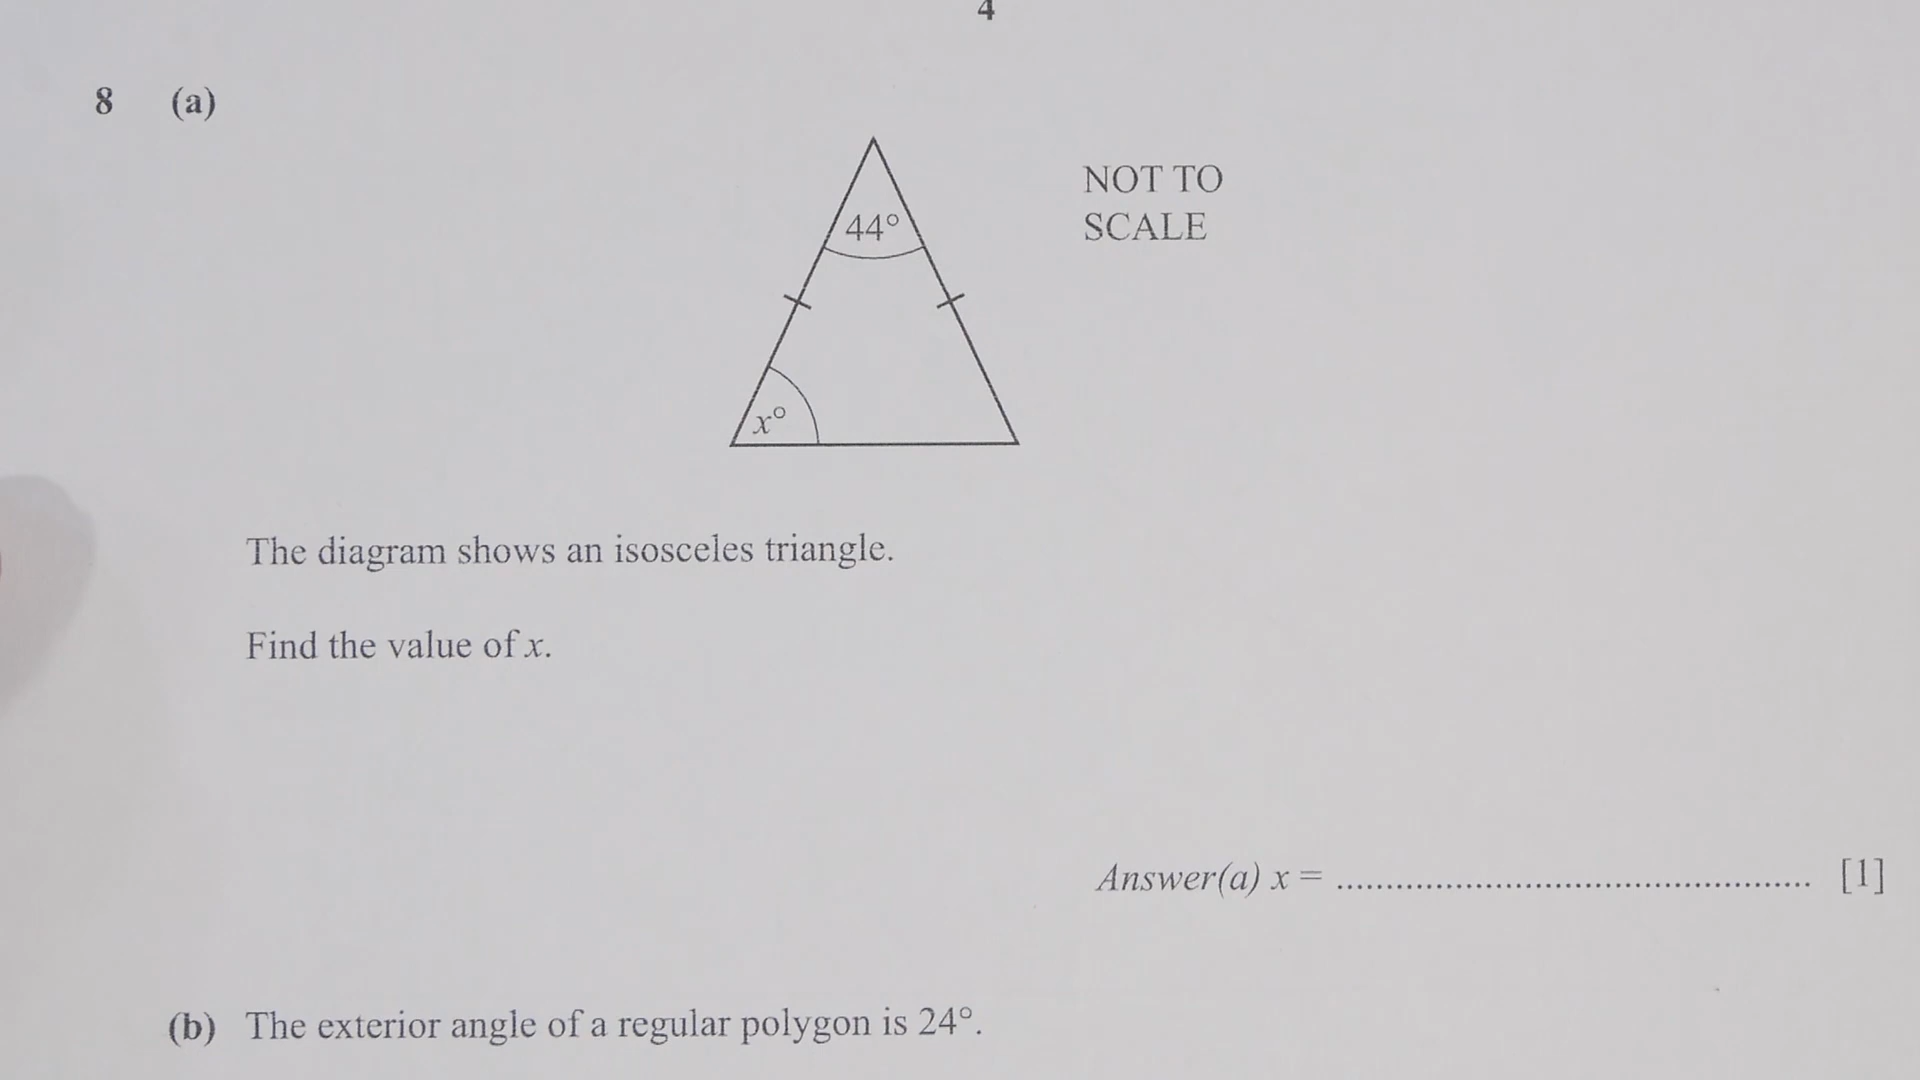 4
8 (a)
NOT TO
SCALE
44°
x°
The diagram shows an isosceles triangle.
Find the value of x.
Answer(a) x = ................................................ [1]
(b) The exterior angle of a regular polygon is 24°.